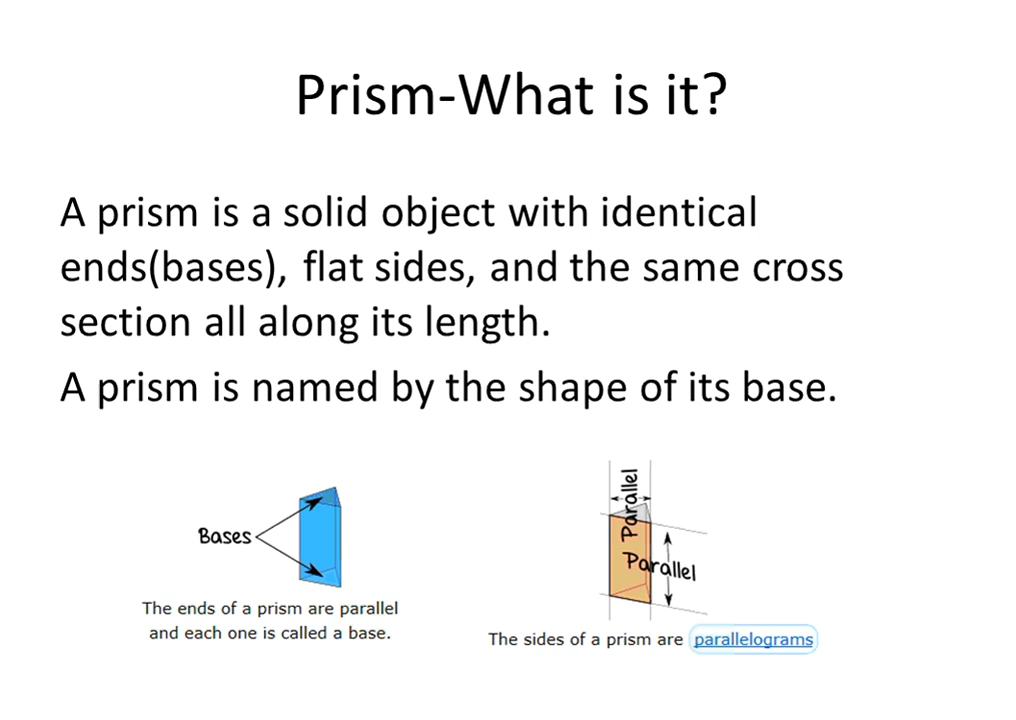 Prism-What is it?
A prism is a solid object with identical
ends(bases), flat sides, and the same cross
section all along its length.
A prism is named by the shape of its base.
Bases
The ends of a prism are parallel
and each one is called a base.
Parallel
Parallel
The sides of a prism are parallelograms